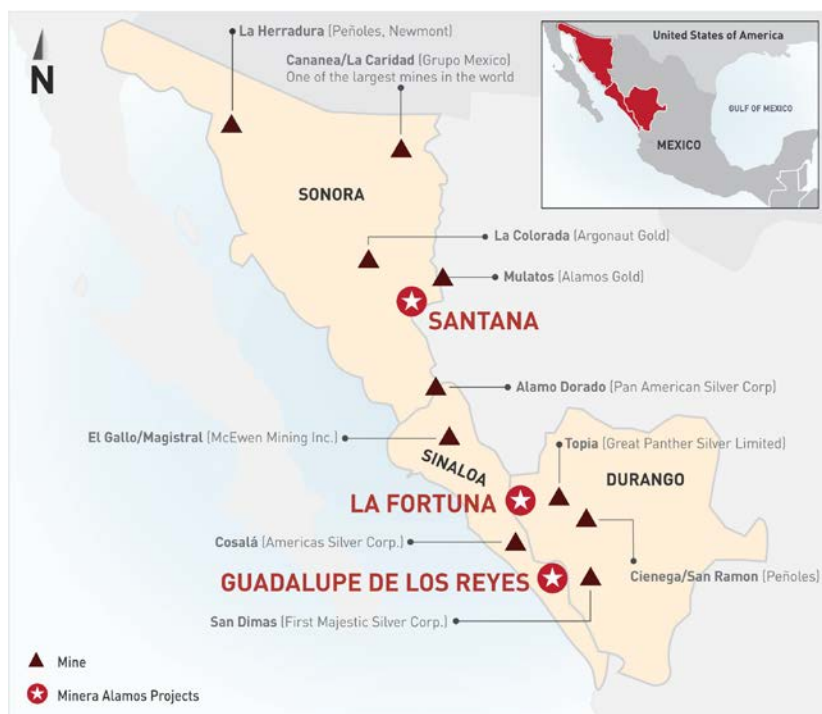 La Herradura (Peñoles, Newmont)
Cananea/La Caridad (Grupo Mexico)
One of the largest mines in the world
N
United States of America
GULF OF MEXICO
MEXICO
SONORA
La Colorada (Argonaut Gold)
Mulatos (Alamos Gold)
SANTANA
Alamo Dorado (Pan American Silver Corp)
El Gallo/Magistral (McEwen Mining Inc.)
Topia (Great Panther Silver Limited)
SINALOA
DURANGO
LA FORTUNA
Cosalá (Americas Silver Corp.)
Cienega/San Ramon (Peñoles)
GUADALUPE DE LOS REYES
San Dimas (First Majestic Silver Corp.)
Mine
Minera Alamos Projects